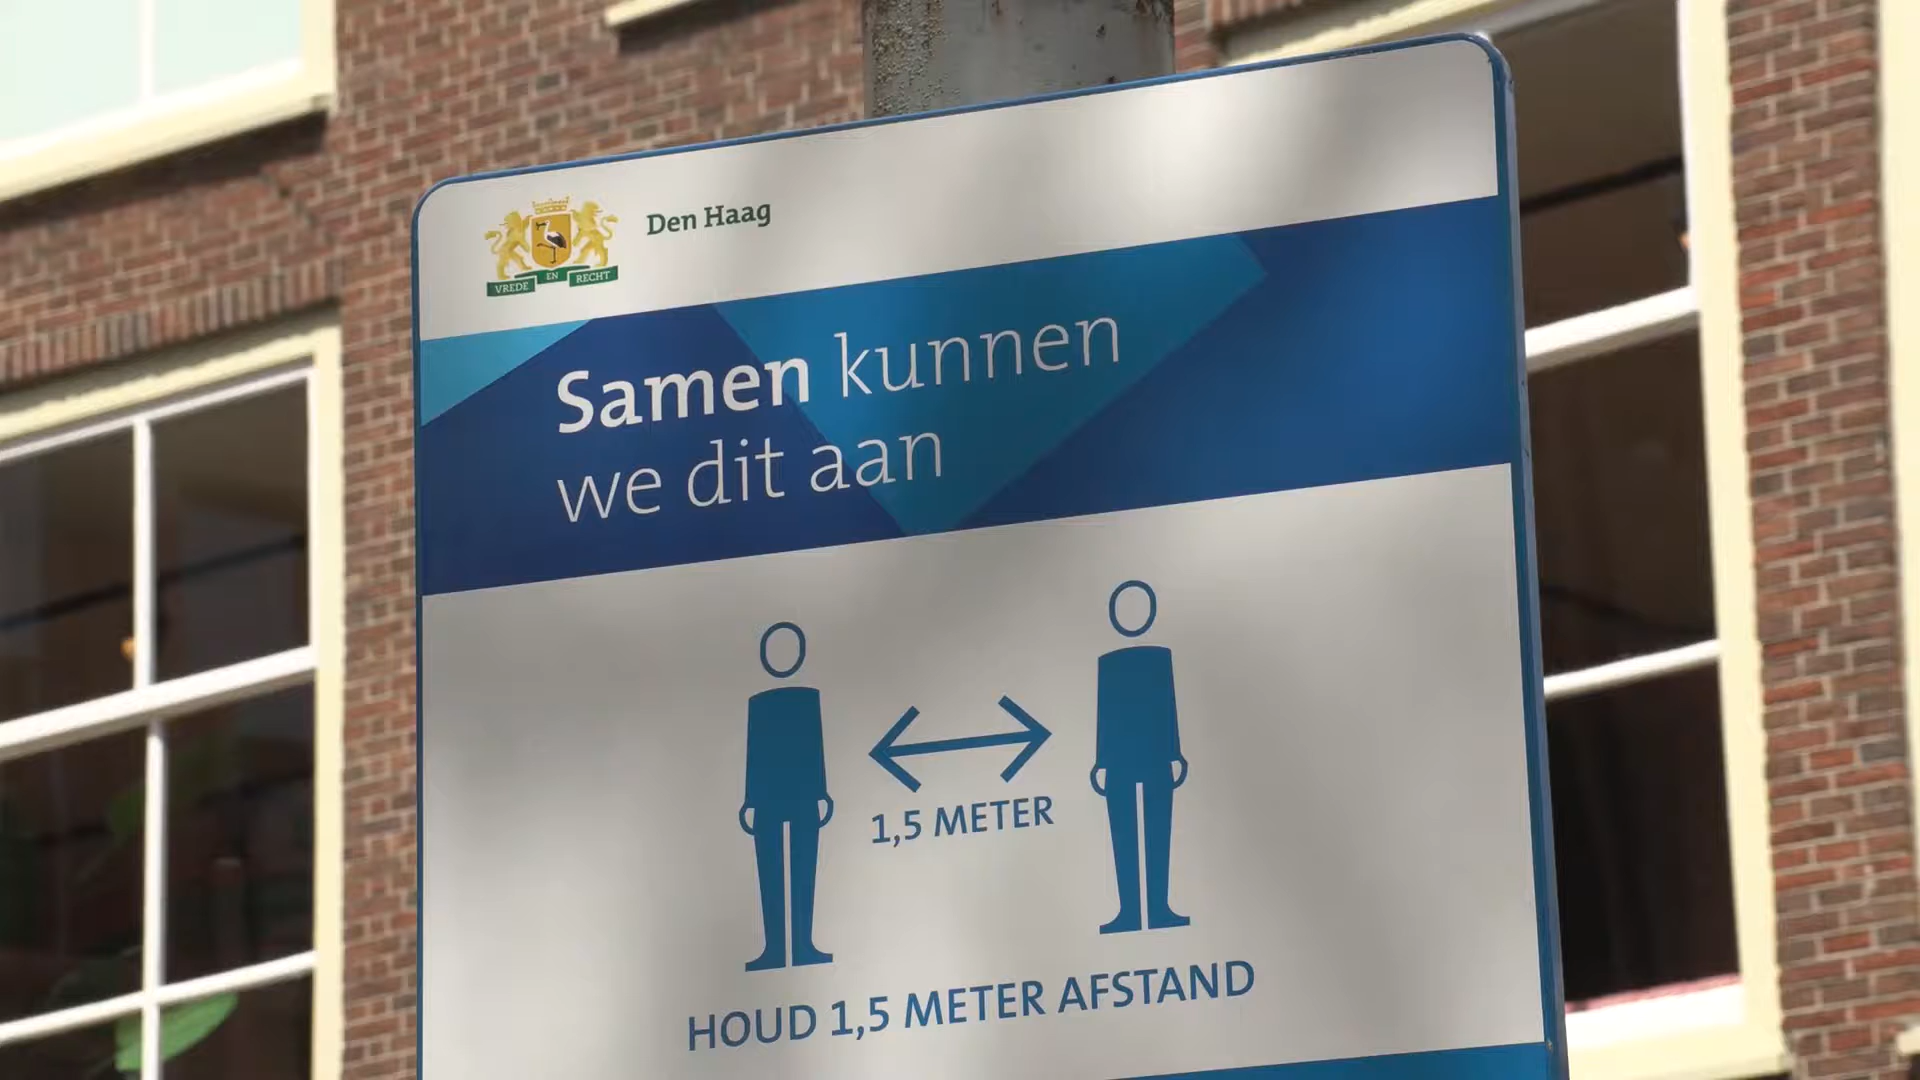 Den Haag
VREDE EN RECHT
Samen kunnen
we dit aan
1,5 METER
HOUD 1,5 METER AFSTAND